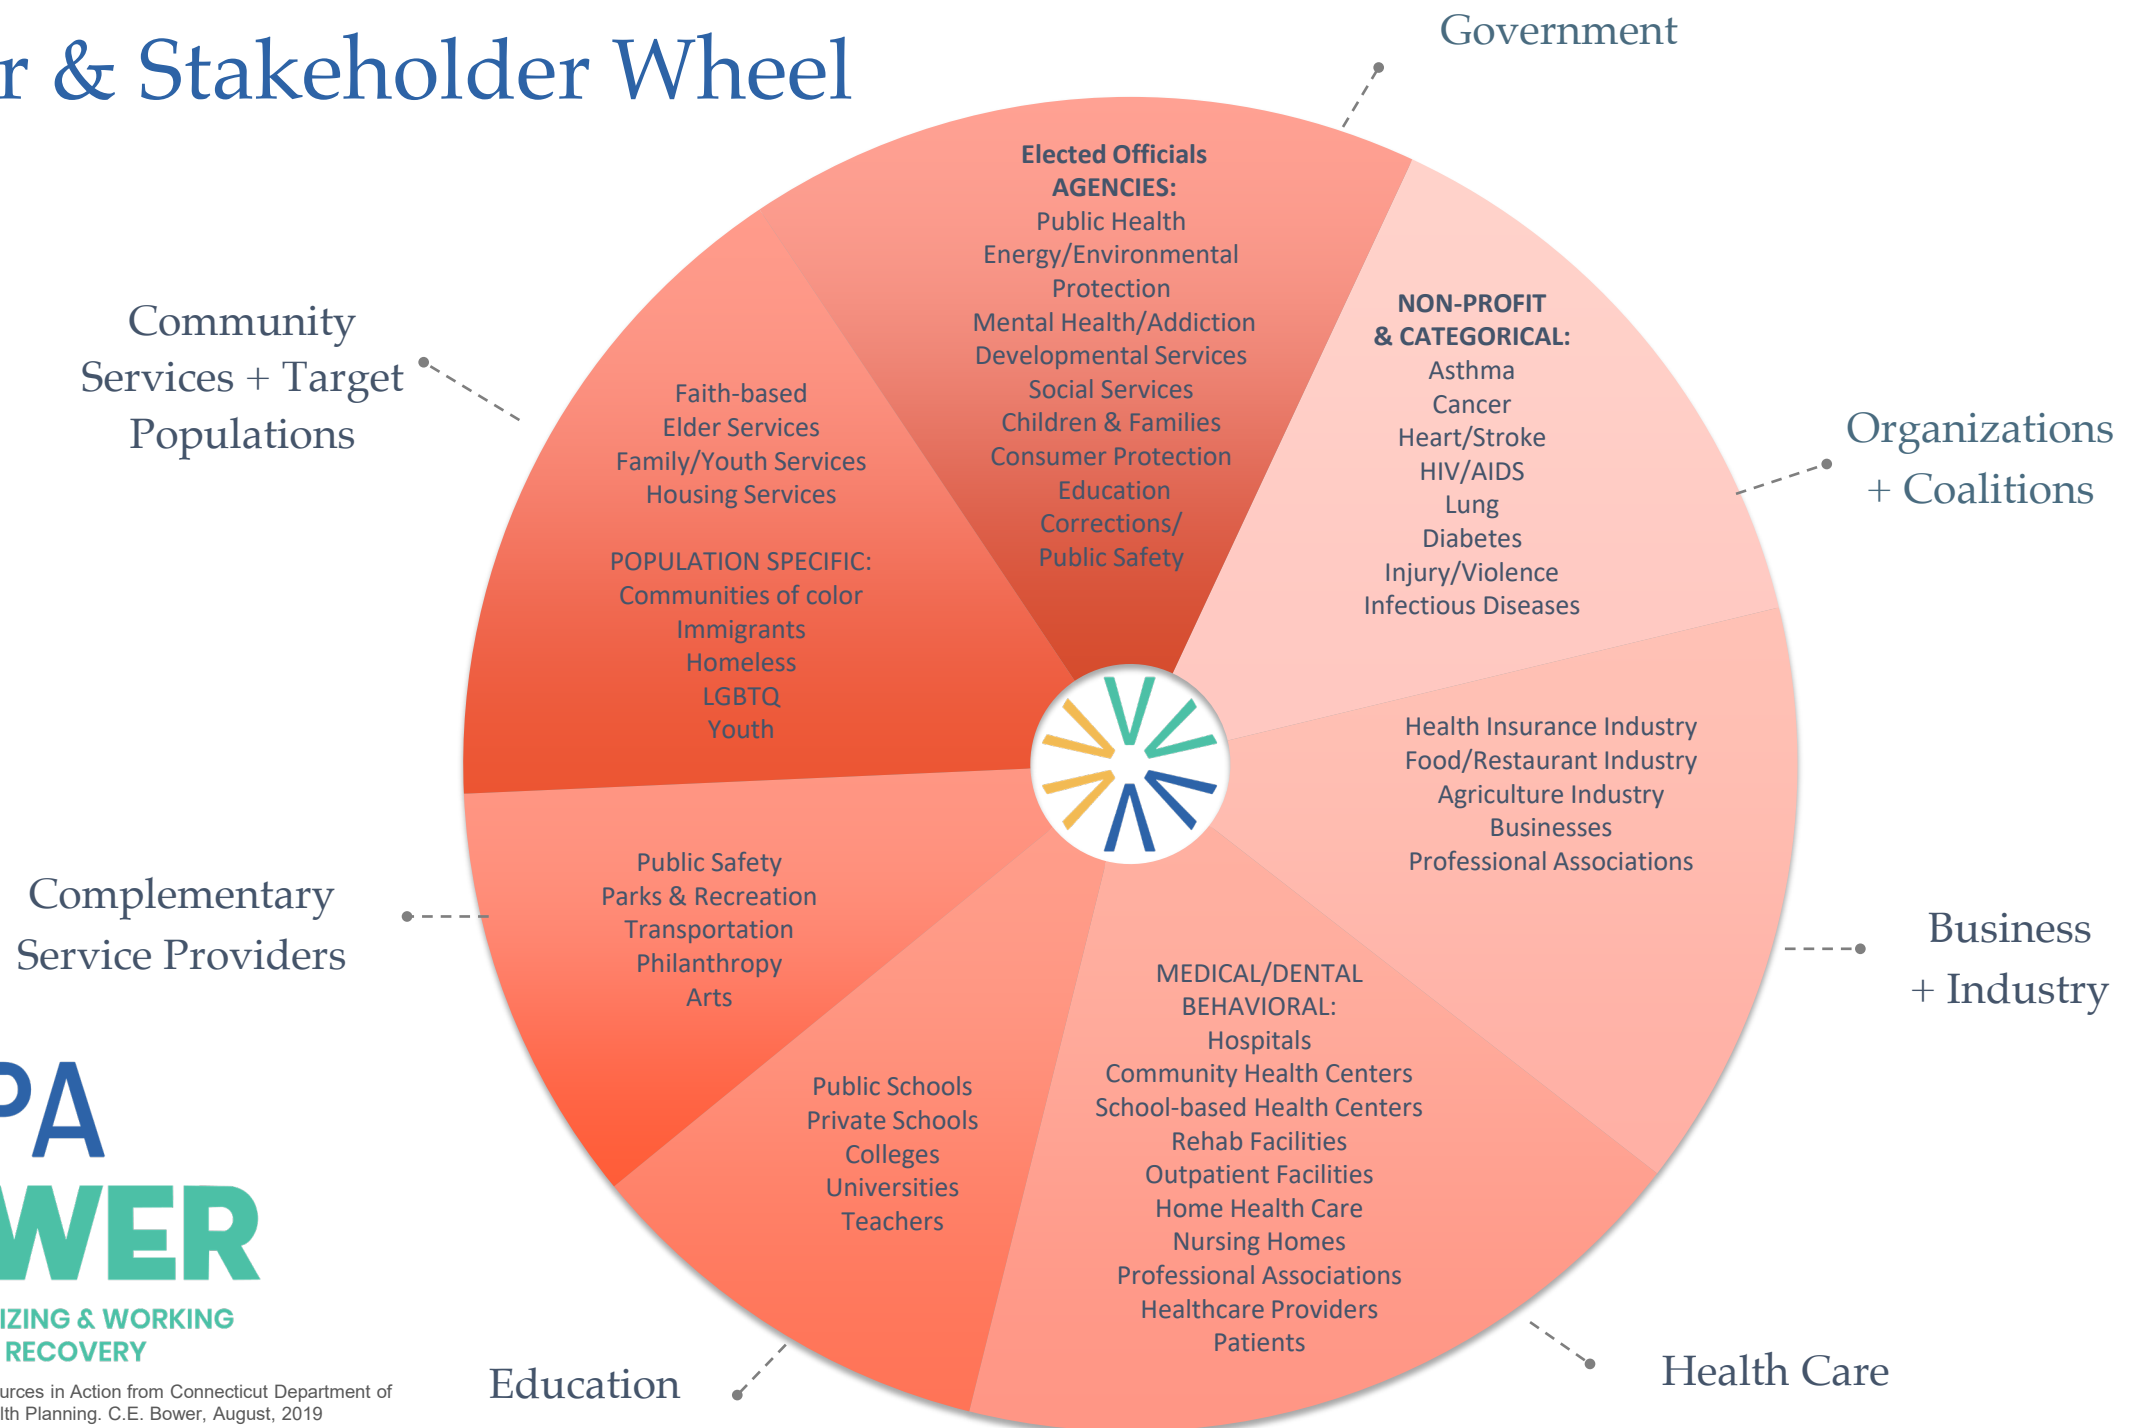 r & Stakeholder Wheel
Government
Elected Officials
AGENCIES:
Public Health
Energy/Environmental
Protection
Mental Health/Addiction
Developmental Services
Social Services
Children & Families
Consumer Protection
Education
Corrections/
Public Safety
NON-PROFIT
& CATEGORICAL:
Asthma
Cancer
Heart/Stroke
HIV/AIDS
Lung
Diabetes
Injury/Violence
Infectious Diseases
Organizations
+ Coalitions
Health Insurance Industry
Food/Restaurant Industry
Agriculture Industry
Businesses
Professional Associations
Business
+ Industry
MEDICAL/DENTAL
BEHAVIORAL:
Hospitals
Community Health Centers
School-based Health Centers
Rehab Facilities
Outpatient Facilities
Home Health Care
Nursing Homes
Professional Associations
Healthcare Providers
Patients
Health Care
Public Schools
Private Schools
Colleges
Universities
Teachers
Education
Public Safety
Parks & Recreation
Transportation
Philanthropy
Arts
Complementary
Service Providers
Faith-based
Elder Services
Family/Youth Services
Housing Services
POPULATION SPECIFIC:
Communities of color
Immigrants
Homeless
LGBTQ
Youth
Community
Services + Target
Populations
PA
WER
IZING & WORKING
RECOVERY
urces in Action from Connecticut Department of
lth Planning. C.E. Bower, August, 2019